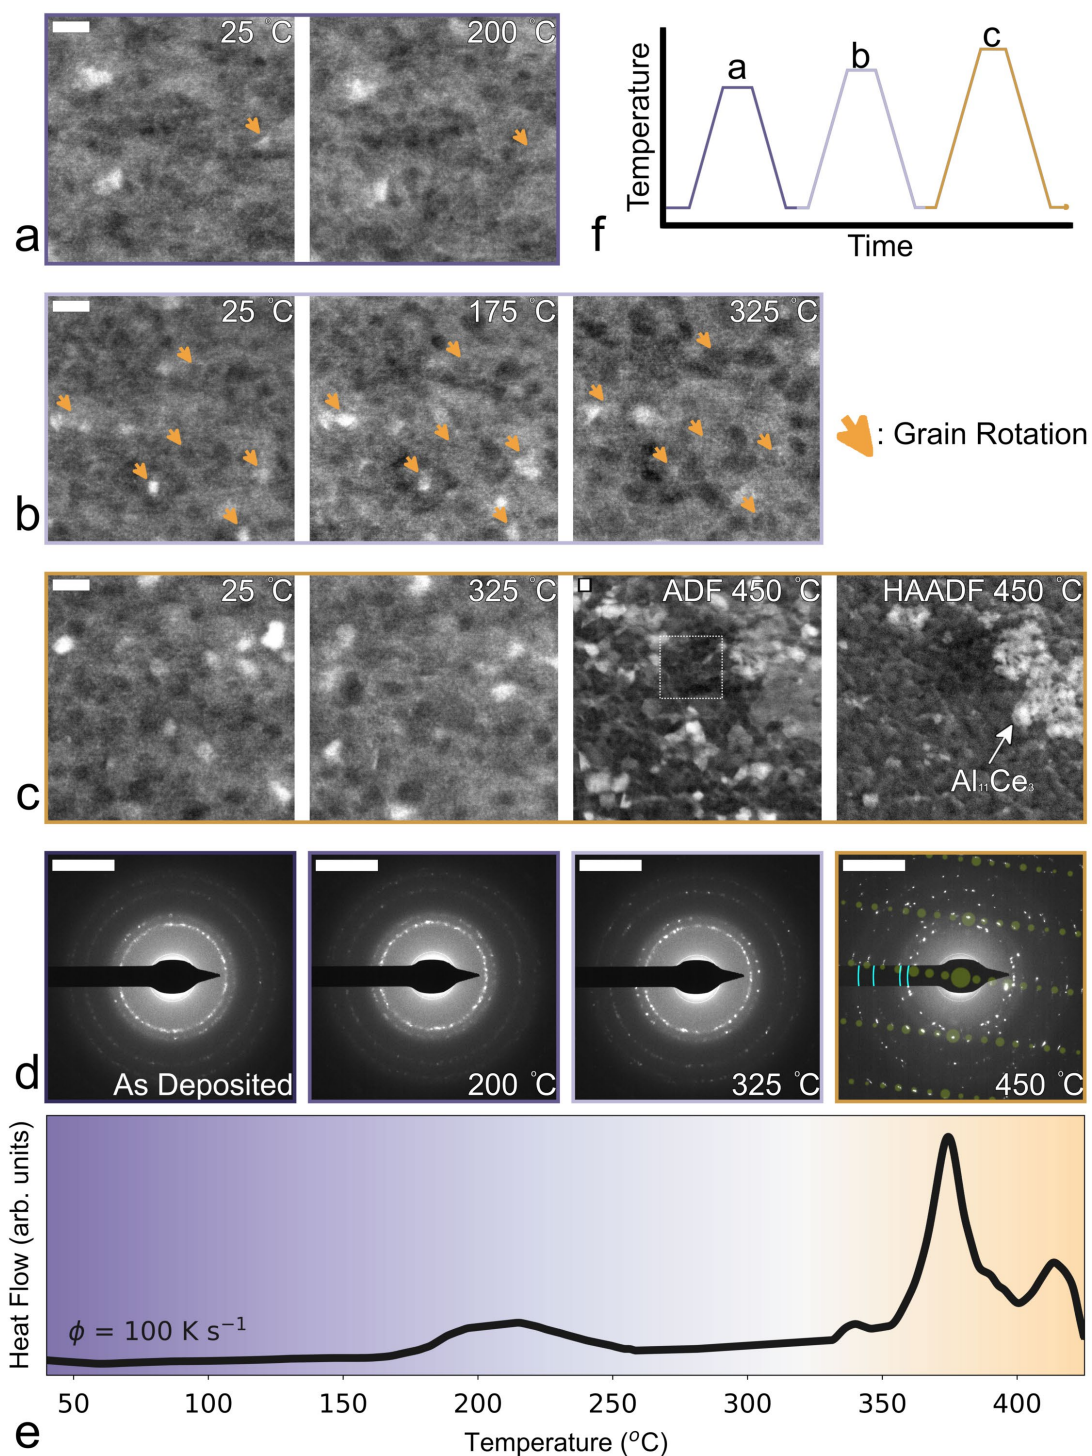 25 °C
200 °C
a
Temperature
a
b
c
f
Time
25 °C
175 °C
325 °C
b
: Grain Rotation
25 °C
325 °C
ADF 450 °C
HAADF 450 °C
Al₁₁Ce₃
c
As Deposited
200 °C
325 °C
450 °C
d
Heat Flow (arb. units)
ϕ = 100 K s⁻¹
50 100 150 200 250 300 350 400
Temperature (°C)
e